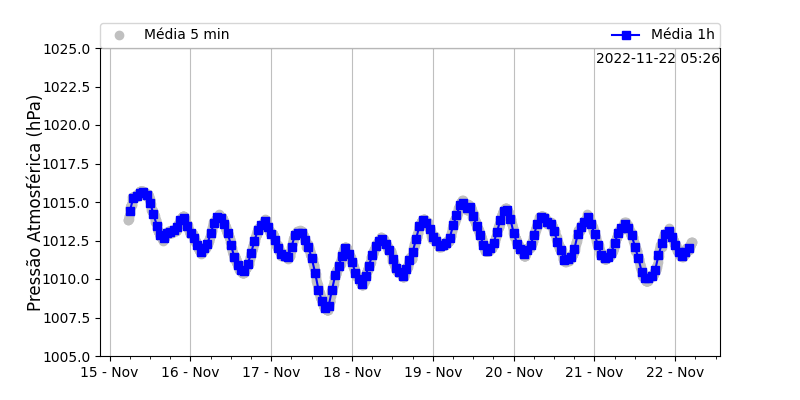 Média 5 min
Média 1h
2022-11-22 05:26
Pressão Atmosférica (hPa)
1025.0
1022.5
1020.0
1017.5
1015.0
1012.5
1010.0
1007.5
1005.0
15 - Nov
16 - Nov
17 - Nov
18 - Nov
19 - Nov
20 - Nov
21 - Nov
22 - Nov